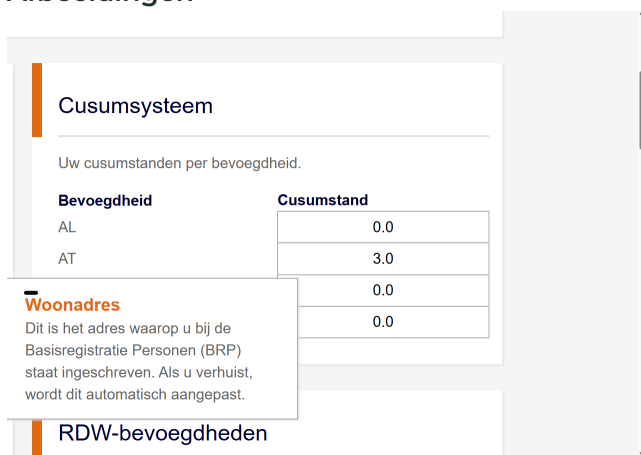 Cusumsysteem
Uw cusumstanden per bevoegdheid.
Bevoegdheid Cusumstand
AL 0.0
AT 3.0
0.0
0.0
Woonadres
Dit is het adres waarop u bij de
Basisregistratie Personen (BRP)
staat ingeschreven. Als u verhuist,
wordt dit automatisch aangepast.
RDW-bevoegdheden